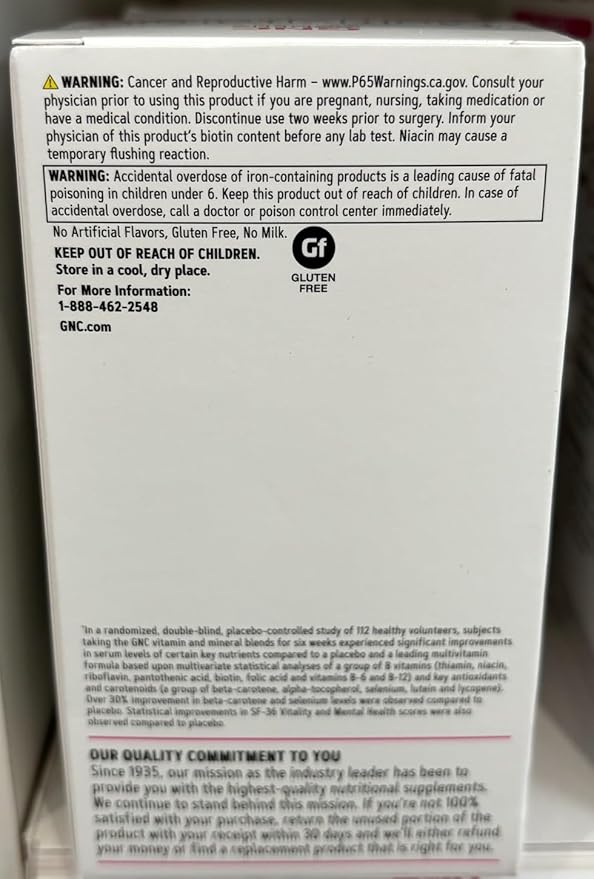 ⚠ WARNING: Cancer and Reproductive Harm – www.P65Warnings.ca.gov. Consult your
physician prior to using this product if you are pregnant, nursing, taking medication or
have a medical condition. Discontinue use two weeks prior to surgery. Inform your
physician of this product's biotin content before any lab test. Niacin may cause a
temporary flushing reaction.
WARNING: Accidental overdose of iron-containing products is a leading cause of fatal
poisoning in children under 6. Keep this product out of reach of children. In case of
accidental overdose, call a doctor or poison control center immediately.
No Artificial Flavors, Gluten Free, No Milk.
KEEP OUT OF REACH OF CHILDREN.
Store in a cool, dry place.
For More Information:
1-888-462-2548
GNC.com
Gf
GLUTEN
FREE
*In a randomized, double-blind, placebo-controlled study of 112 healthy volunteers, subjects
taking the GNC vitamin and mineral blends for six weeks experienced significant improvements
in serum levels of certain key nutrients compared to a placebo and a leading multivitamin
formula based upon multivariate statistical analyses of a group of 8 vitamins (thiamin, niacin,
riboflavin, pantothenic acid, biotin, folic acid and vitamins B-6 and B-12) and key antioxidants
and carotenoids (a group of beta-carotene, alpha-tocopherol, selenium, lutein and lycopene).
Over 30% improvement in beta-carotene and selenium levels were observed compared to
placebo. Statistical improvements in SF-36 Vitality and Mental Health scores were also
observed compared to placebo.
OUR QUALITY COMMITMENT TO YOU
Since 1935, our mission as the industry leader has been to
provide you with the highest-quality nutritional supplements.
We continue to stand behind this mission. If you're not 100%
satisfied with your purchase, return the unused portion of the
product with your receipt within 30 days and we'll either refund
your money or find a replacement product that is right for you.